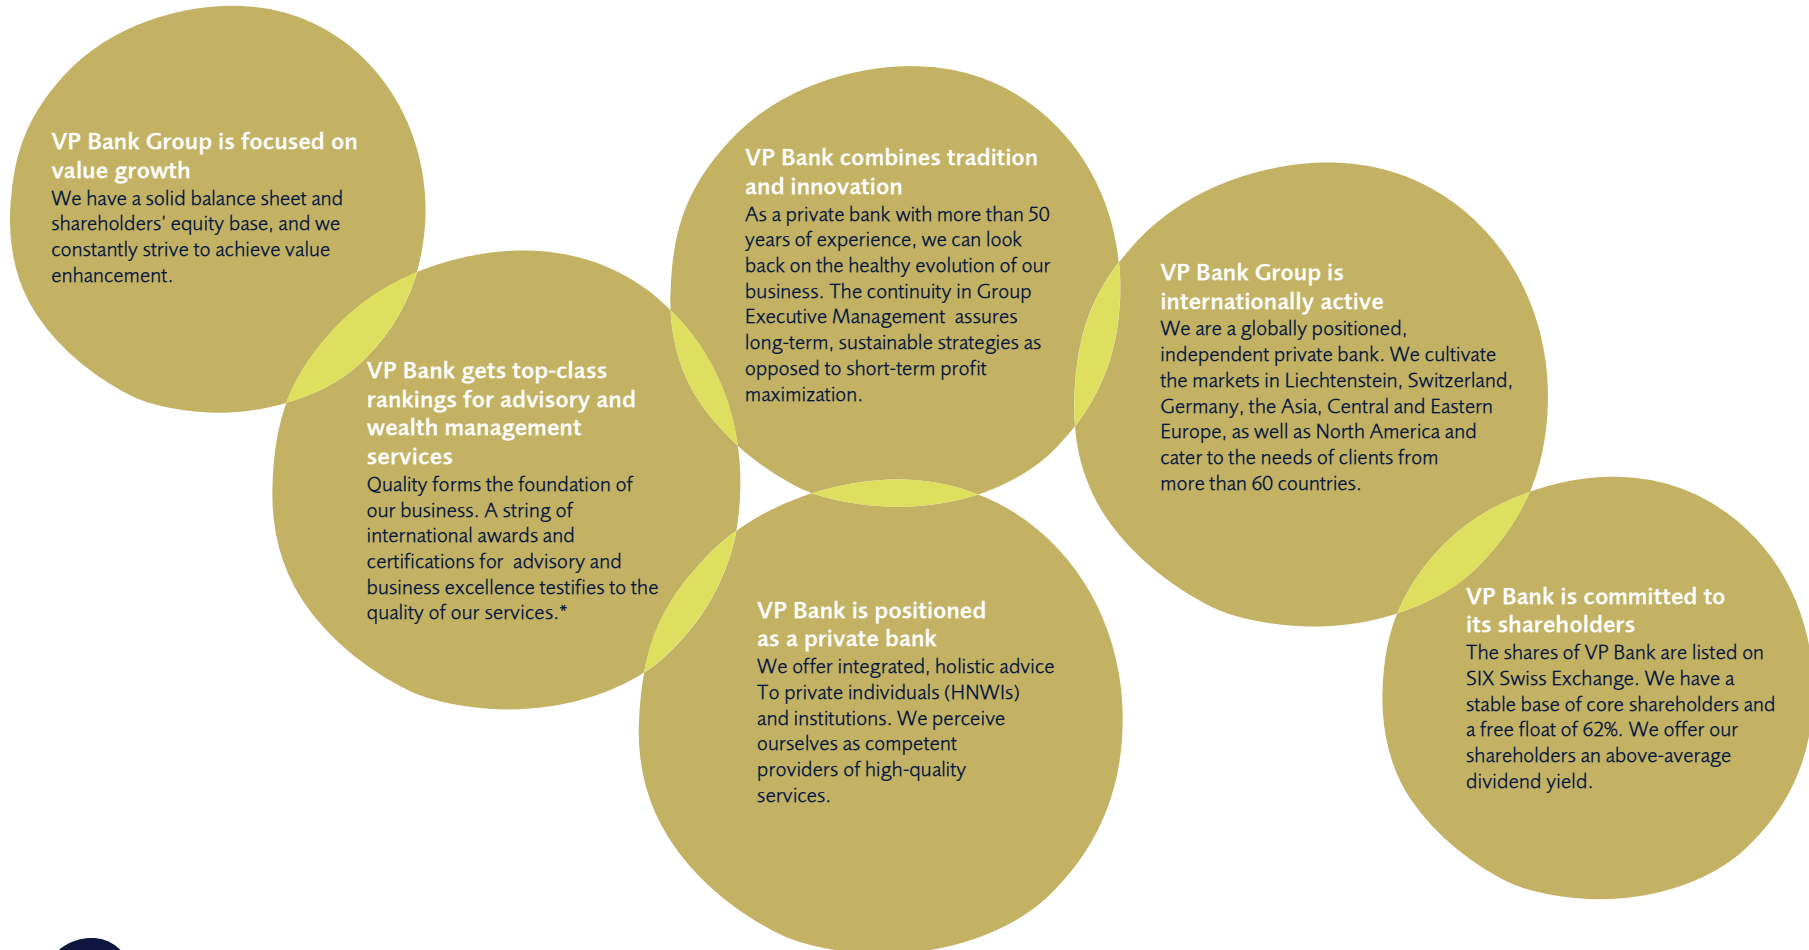 VP Bank Group is focused on
value growth
We have a solid balance sheet and
shareholders' equity base, and we
constantly strive to achieve value
enhancement.
VP Bank gets top-class
rankings for advisory and
wealth management
services
Quality forms the foundation of
our business. A string of
international awards and
certifications for advisory and
business excellence testifies to the
quality of our services.*
VP Bank combines tradition
and innovation
As a private bank with more than 50
years of experience, we can look
back on the healthy evolution of our
business. The continuity in Group
Executive Management assures
long-term, sustainable strategies as
opposed to short-term profit
maximization.
VP Bank is positioned
as a private bank
We offer integrated, holistic advice
To private individuals (HNWIs)
and institutions. We perceive
ourselves as competent
providers of high-quality
services.
VP Bank Group is
internationally active
We are a globally positioned,
independent private bank. We cultivate
the markets in Liechtenstein, Switzerland,
Germany, the Asia, Central and Eastern
Europe, as well as North America and
cater to the needs of clients from
more than 60 countries.
VP Bank is committed to
its shareholders
The shares of VP Bank are listed on
SIX Swiss Exchange. We have a
stable base of core shareholders and
a free float of 62%. We offer our
shareholders an above-average
dividend yield.